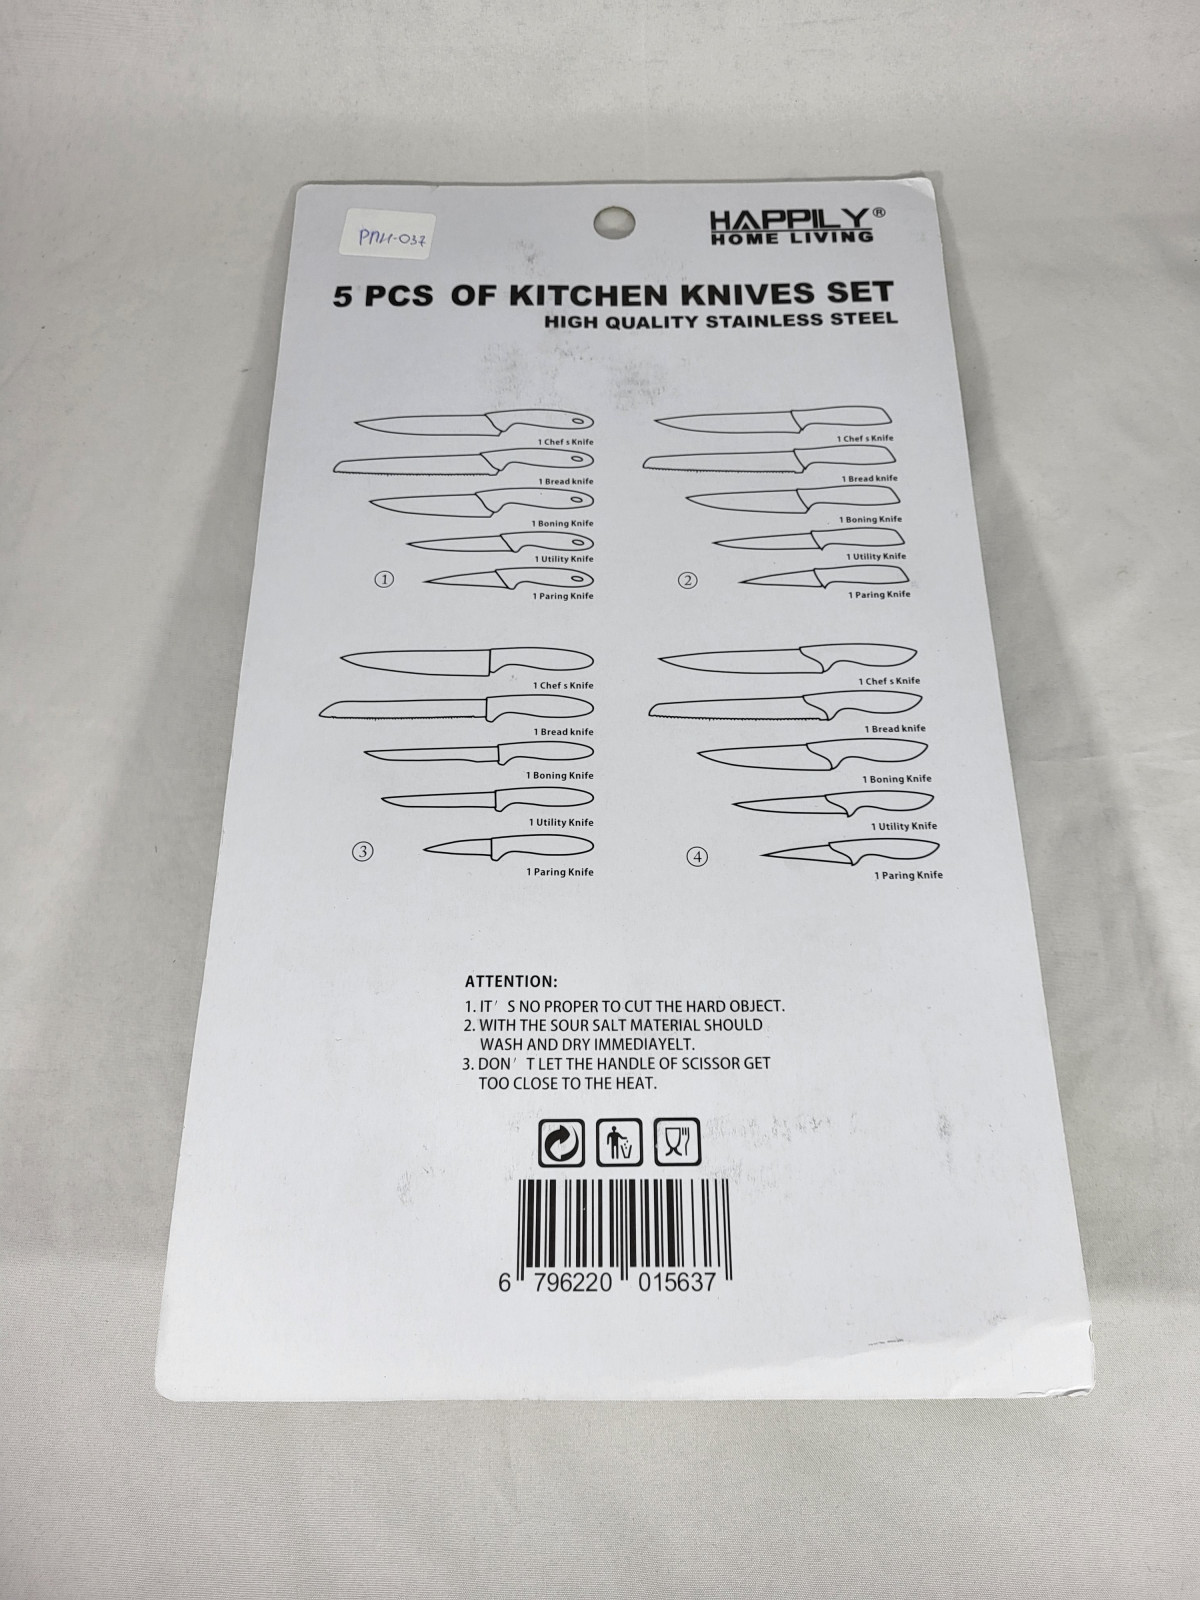 РПИ-037
HAPPILY®
HOME LIVING
5 PCS OF KITCHEN KNIVES SET
HIGH QUALITY STAINLESS STEEL
1 Chef s Knife
1 Bread knife
1 Boning Knife
1 Utility Knife
1 Paring Knife
①
1 Chef s Knife
1 Bread knife
1 Boning Knife
1 Utility Knife
1 Paring Knife
②
1 Chef s Knife
1 Bread knife
1 Boning Knife
1 Utility Knife
1 Paring Knife
③
1 Chef s Knife
1 Bread knife
1 Boning Knife
1 Utility Knife
1 Paring Knife
④
ATTENTION:
1. IT' S NO PROPER TO CUT THE HARD OBJECT.
2. WITH THE SOUR SALT MATERIAL SHOULD
WASH AND DRY IMMEDIAYELT.
3. DON' T LET THE HANDLE OF SCISSOR GET
TOO CLOSE TO THE HEAT.
6 796220 015637